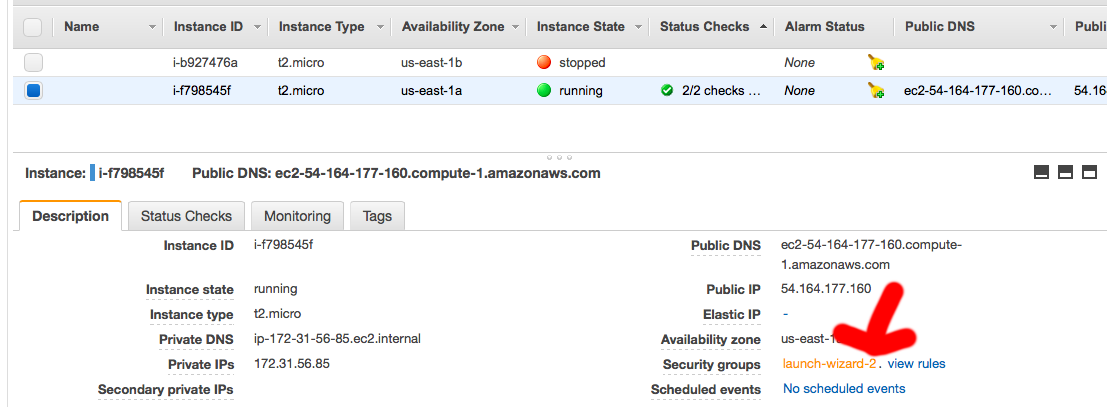 Name Instance ID Instance Type Availability Zone Instance State Status Checks Alarm Status Public DNS Publi
i-b927476a t2.micro us-east-1b stopped None
i-f798545f t2.micro us-east-1a running 2/2 checks ... None ec2-54-164-177-160.co... 54.16
Instance: i-f798545f Public DNS: ec2-54-164-177-160.compute-1.amazonaws.com
Description Status Checks Monitoring Tags
Instance ID i-f798545f Public DNS ec2-54-164-177-160.compute-
1.amazonaws.com
Instance state running Public IP 54.164.177.160
Instance type t2.micro Elastic IP -
Private DNS ip-172-31-56-85.ec2.internal Availability zone us-east-1
Private IPs 172.31.56.85 Security groups launch-wizard-2. view rules
Secondary private IPs Scheduled events No scheduled events